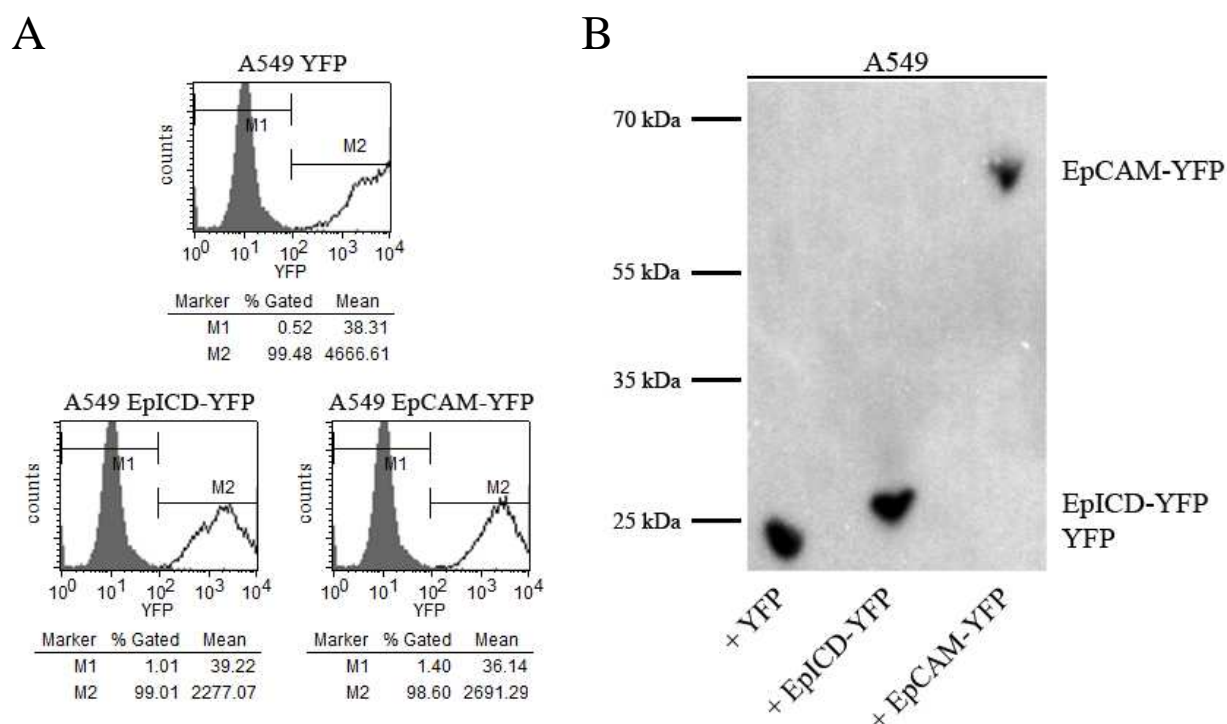 A
A549 YFP
counts
M1
M2
10^0 10^1 10^2 10^3 10^4
YFP
Marker % Gated Mean
M1 0.52 38.31
M2 99.48 4666.61
A549 EpICD-YFP
counts
M1
M2
10^0 10^1 10^2 10^3 10^4
YFP
Marker % Gated Mean
M1 1.01 39.22
M2 99.01 2277.07
A549 EpCAM-YFP
counts
M1
M2
10^0 10^1 10^2 10^3 10^4
YFP
Marker % Gated Mean
M1 1.40 36.14
M2 98.60 2691.29
B
A549
70 kDa
55 kDa
35 kDa
25 kDa
EpCAM-YFP
EpICD-YFP
YFP
+ YFP
+ EpICD-YFP
+ EpCAM-YFP